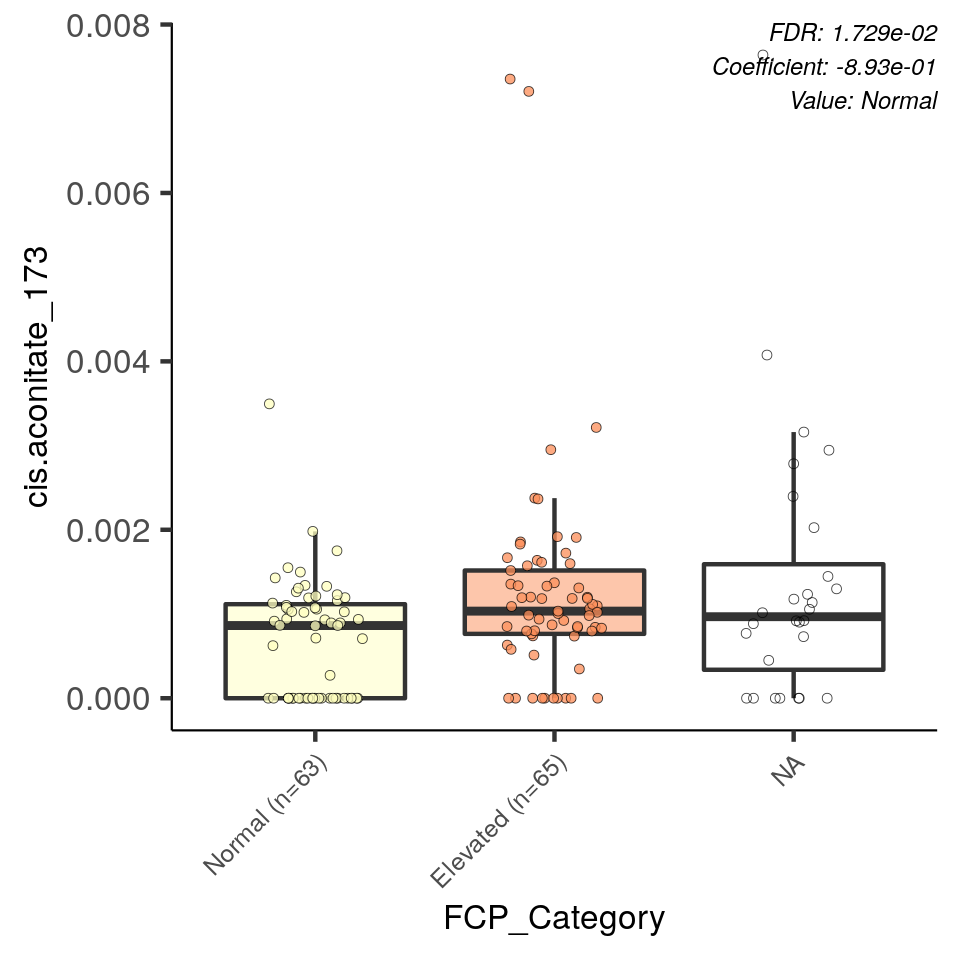 FDR: 1.729e-02
Coefficient: -8.93e-01
Value: Normal
0.008
0.006
0.004
0.002
0.000
cis.aconitate_173
Normal (n=63)
Elevated (n=65)
NA
FCP_Category